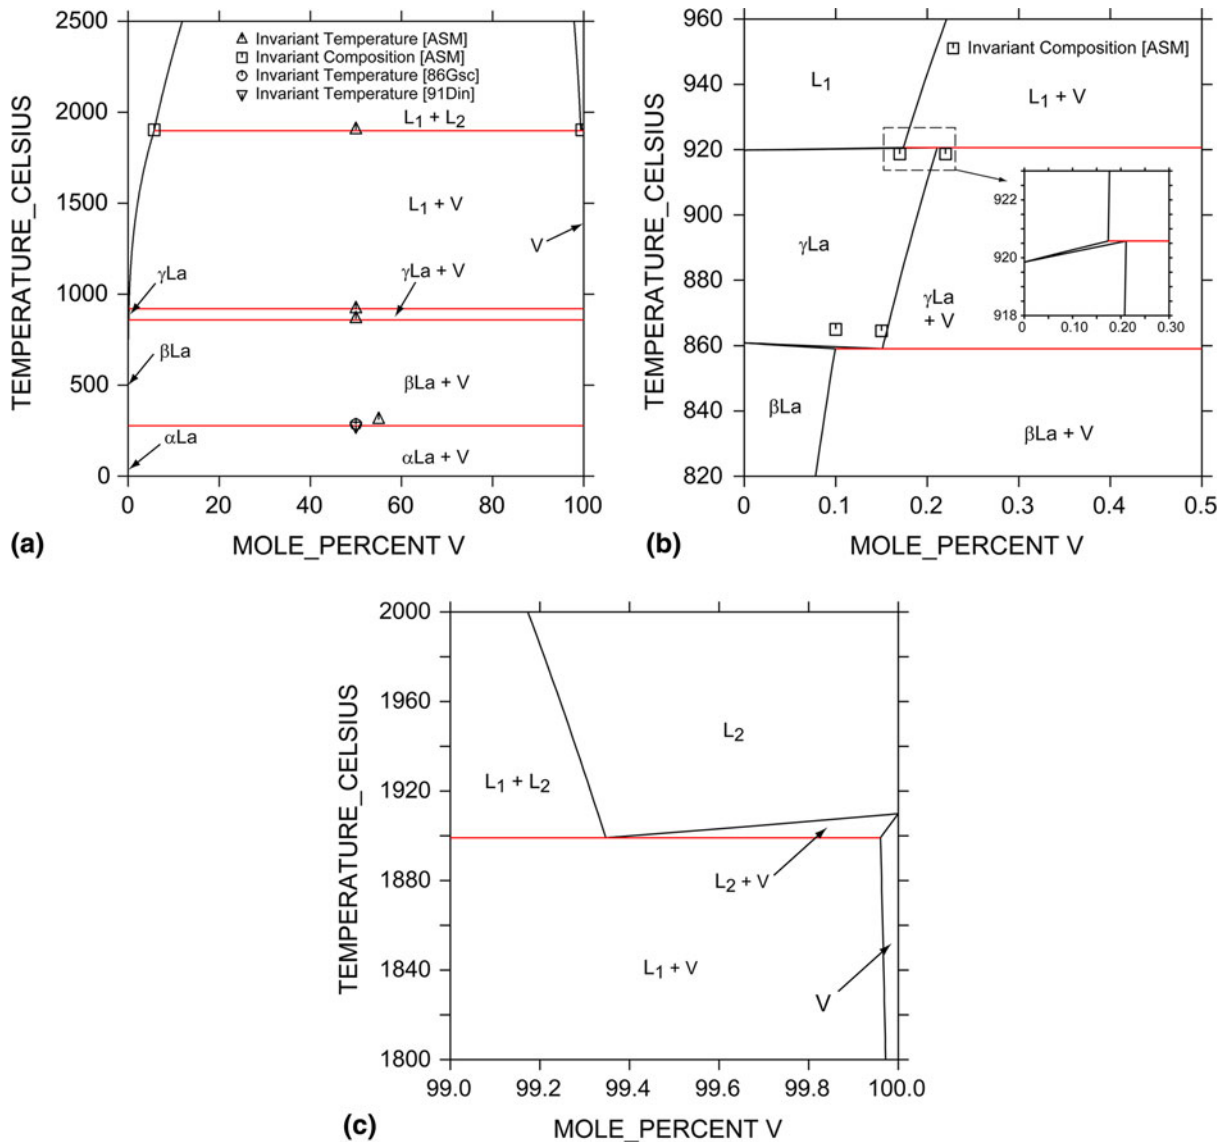 TEMPERATURE_CELSIUS
2500
2000
1500
1000
500
0
Invariant Temperature [ASM]
Invariant Composition [ASM]
Invariant Temperature [86Gsc]
Invariant Temperature [91Din]
L1 + L2
L1 + V
V
γLa
γLa + V
βLa
βLa + V
αLa
αLa + V
0 20 40 60 80 100
(a) MOLE_PERCENT V
TEMPERATURE_CELSIUS
960
940
920
900
880
860
840
820
Invariant Composition [ASM]
L1
L1 + V
γLa
γLa
+ V
922
920
918
0 0.10 0.20 0.30
βLa
βLa + V
0 0.1 0.2 0.3 0.4 0.5
(b) MOLE_PERCENT V
TEMPERATURE_CELSIUS
2000
1960
1920
1880
1840
1800
L2
L1 + L2
L2 + V
L1 + V
V
99.0 99.2 99.4 99.6 99.8 100.0
(c) MOLE_PERCENT V